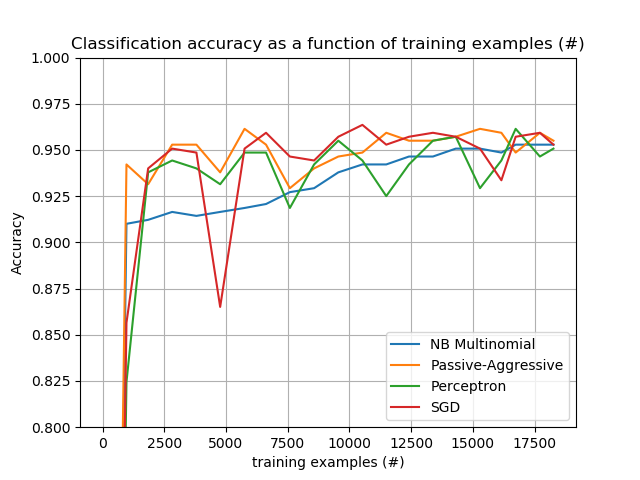 Classification accuracy as a function of training examples (#)
1.000
0.975
0.950
0.925
0.900
0.875
0.850
0.825
0.800
Accuracy
NB Multinomial
Passive-Aggressive
Perceptron
SGD
0 2500 5000 7500 10000 12500 15000 17500
training examples (#)